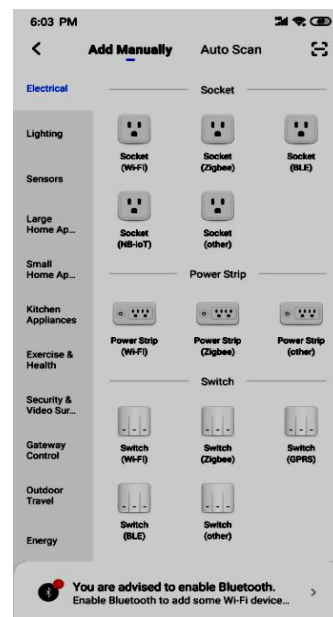 6:03 PM
Add Manually Auto Scan
Electrical
Lighting
Sensors
Large
Home Ap...
Small
Home Ap...
Kitchen
Appliances
Exercise &
Health
Security &
Video Sur...
Gateway
Control
Outdoor
Travel
Energy
Socket
Socket
(Wi-Fi)
Socket
(Zigbee)
Socket
(BLE)
Socket
(NB-IoT)
Socket
(other)
Power Strip
Power Strip
(Wi-Fi)
Power Strip
(Zigbee)
Power Strip
(other)
Switch
Switch
(Wi-Fi)
Switch
(Zigbee)
Switch
(GPRS)
Switch
(BLE)
Switch
(other)
You are advised to enable Bluetooth.
Enable Bluetooth to add some Wi-Fi device...